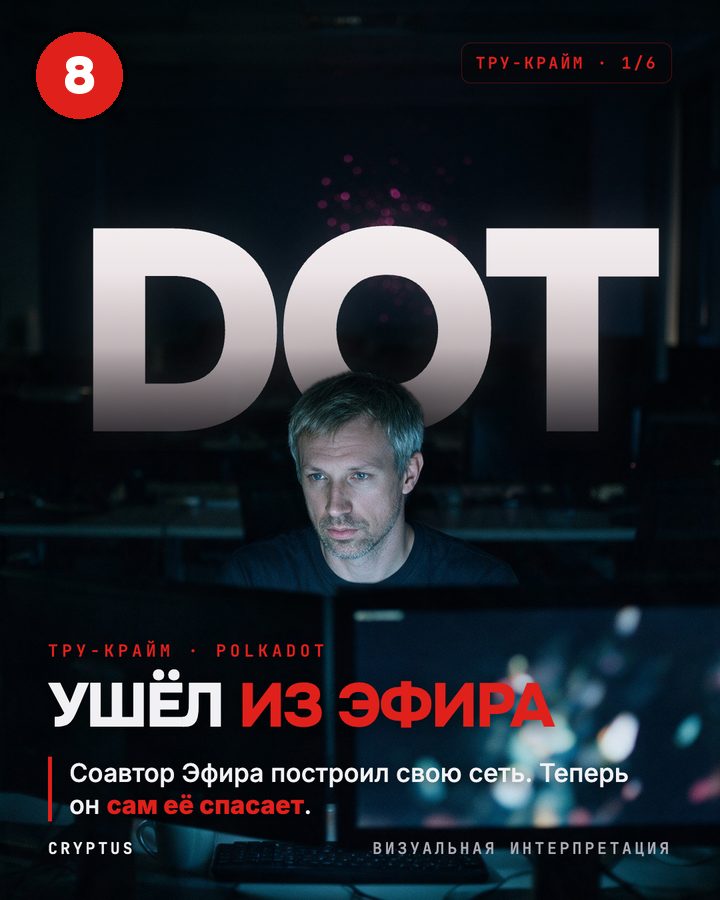 8
ТРУ-КРАЙМ · 1/6
DOT
ТРУ-КРАЙМ · POLKADOT
УШЁЛ ИЗ ЭФИРА
Соавтор Эфира построил свою сеть. Теперь
он сам её спасает.
CRYPTUS
ВИЗУАЛЬНАЯ ИНТЕРПРЕТАЦИЯ